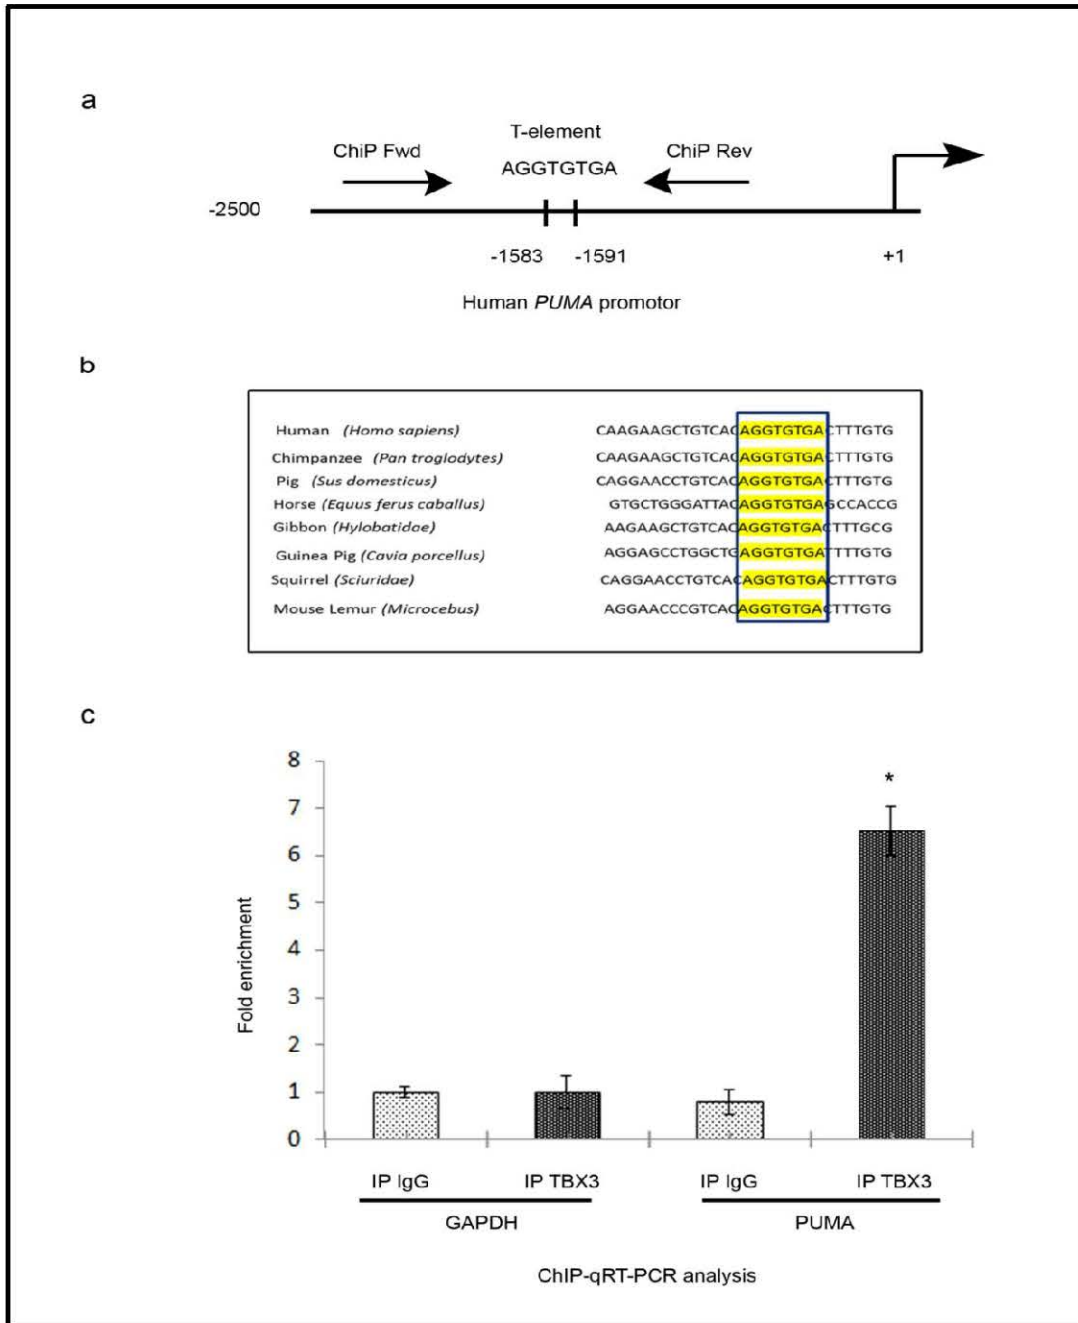 a
T-element
ChiP Fwd
ChiP Rev
AGGTGTGA
-2500
-1583
-1591
+1
Human PUMA promotor
b
Human (Homo sapiens) CAAGAAGCTGTCACAGGTGTGACTTTGTG
Chimpanzee (Pan troglodytes) CAAGAAGCTGTCACAGGTGTGACTTTGTG
Pig (Sus domesticus) CAGGAACCTGTCACAGGTGTGACTTTGTG
Horse (Equus ferus caballus) GTGCTGGGATTACAGGTGTGAGCCACCG
Gibbon (Hylobatidae) AAGAAGCTGTCACAGGTGTGACTTTGCG
Guinea Pig (Cavia porcellus) AGGAGCCTGGCTGAGGTGTGATTTTGTG
Squirrel (Sciuridae) CAGGAACCTGTCACAGGTGTGACTTTGTG
Mouse Lemur (Microcebus) AGGAACCCGTCACAGGTGTGACTTTGTG
c
Fold enrichment
8
7
6
5
4
3
2
1
0
*
IP IgG IP TBX3 IP IgG IP TBX3
GAPDH PUMA
ChIP-qRT-PCR analysis